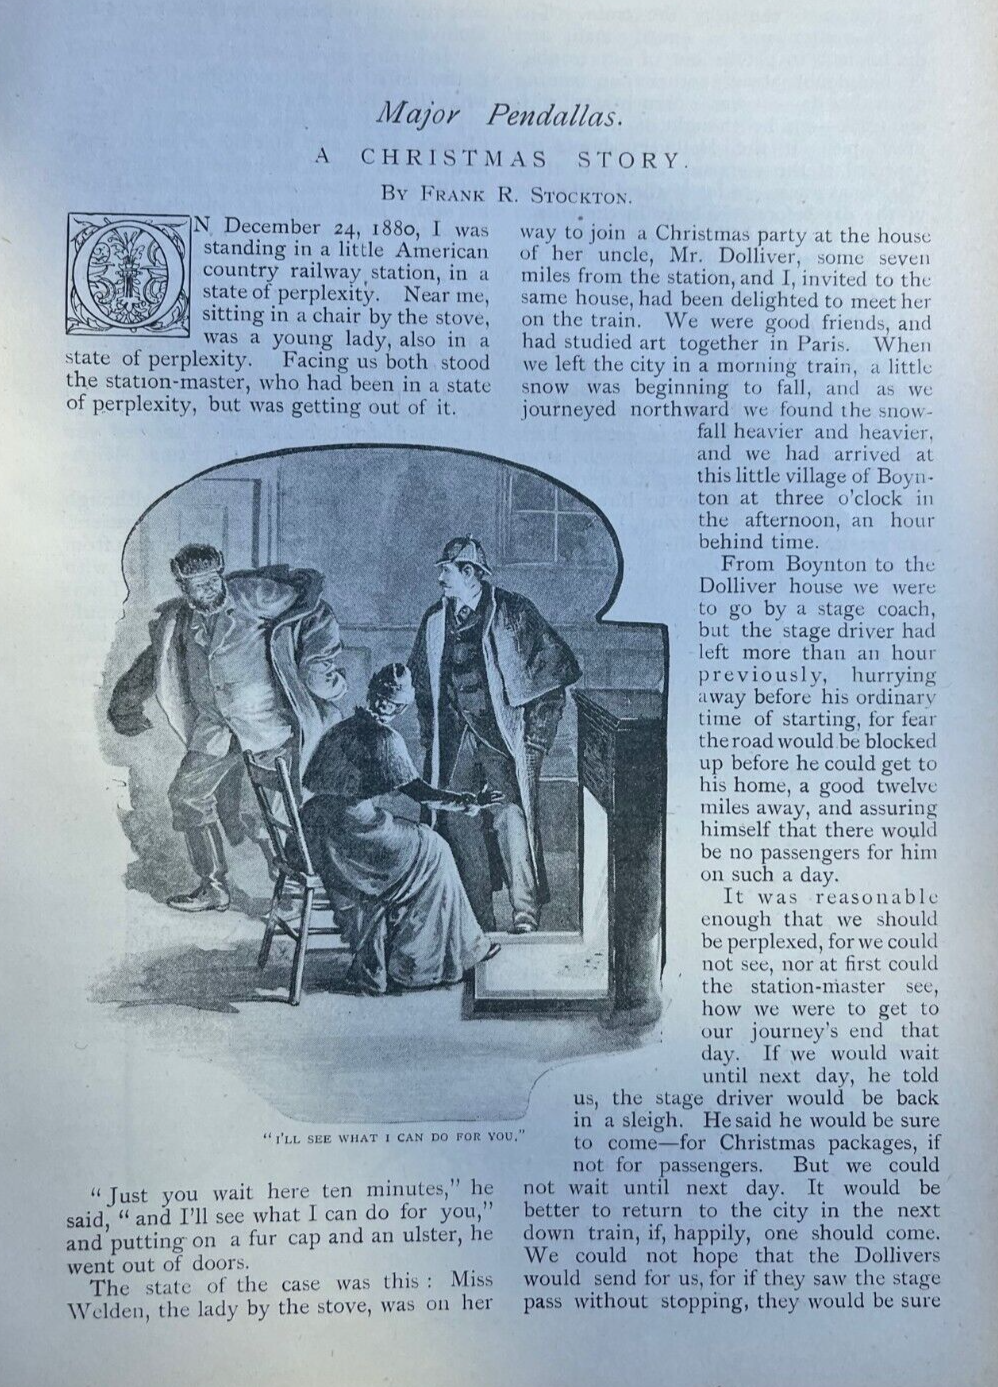 Major Pendallas.
A CHRISTMAS STORY.
BY FRANK R. STOCKTON.
ON December 24, 1880, I was
standing in a little American
country railway station, in a
state of perplexity. Near me,
sitting in a chair by the stove,
was a young lady, also in a
state of perplexity. Facing us both stood
the station-master, who had been in a state
of perplexity, but was getting out of it.
"I'LL SEE WHAT I CAN DO FOR YOU."
"Just you wait here ten minutes," he
said, "and I'll see what I can do for you,"
and putting on a fur cap and an ulster, he
went out of doors.
The state of the case was this: Miss
Welden, the lady by the stove, was on her
way to join a Christmas party at the house
of her uncle, Mr. Dolliver, some seven
miles from the station, and I, invited to the
same house, had been delighted to meet her
on the train. We were good friends, and
had studied art together in Paris. When
we left the city in a morning train, a little
snow was beginning to fall, and as we
journeyed northward we found the snow-
fall heavier and heavier,
and we had arrived at
this little village of Boyn-
ton at three o'clock in
the afternoon, an hour
behind time.
From Boynton to the
Dolliver house we were
to go by a stage coach,
but the stage driver had
left more than an hour
previously, hurrying
away before his ordinary
time of starting, for fear
the road would be blocked
up before he could get to
his home, a good twelve
miles away, and assuring
himself that there would
be no passengers for him
on such a day.
It was reasonable
enough that we should
be perplexed, for we could
not see, nor at first could
the station-master see,
how we were to get to
our journey's end that
day. If we would wait
until next day, he told
us, the stage driver would be back
in a sleigh. He said he would be sure
to come—for Christmas packages, if
not for passengers. But we could
not wait until next day. It would be
better to return to the city in the next
down train, if, happily, one should come.
We could not hope that the Dollivers
would send for us, for if they saw the stage
pass without stopping, they would be sure